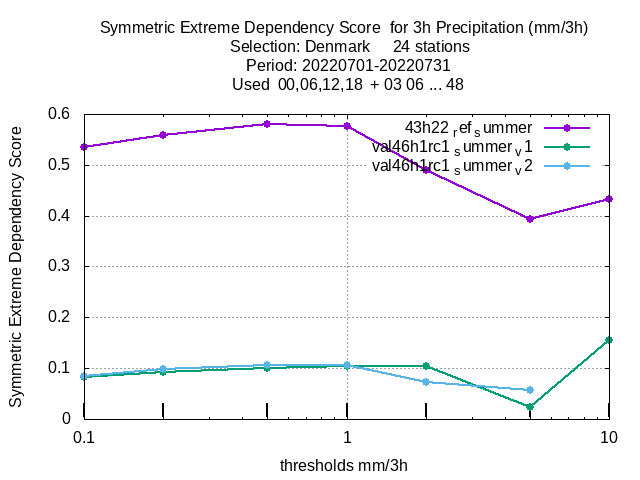 Symmetric Extreme Dependency Score  for 3h Precipitation (mm/3h)
Selection: Denmark     24 stations
Period: 20220701-20220731
Used  00,06,12,18  + 03 06 ... 48
Symmetric Extreme Dependency Score
0.6
0.5
0.4
0.3
0.2
0.1
0
43h22 ref summer
val46h1rc1 summer v1
val46h1rc1 summer v2
0.1
1
10
thresholds mm/3h